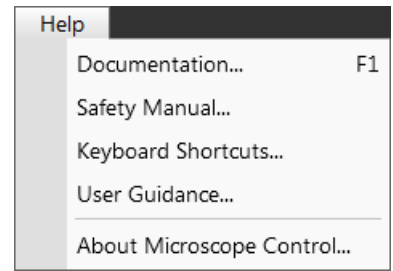 Help
Documentation... F1
Safety Manual...
Keyboard Shortcuts...
User Guidance...
About Microscope Control...